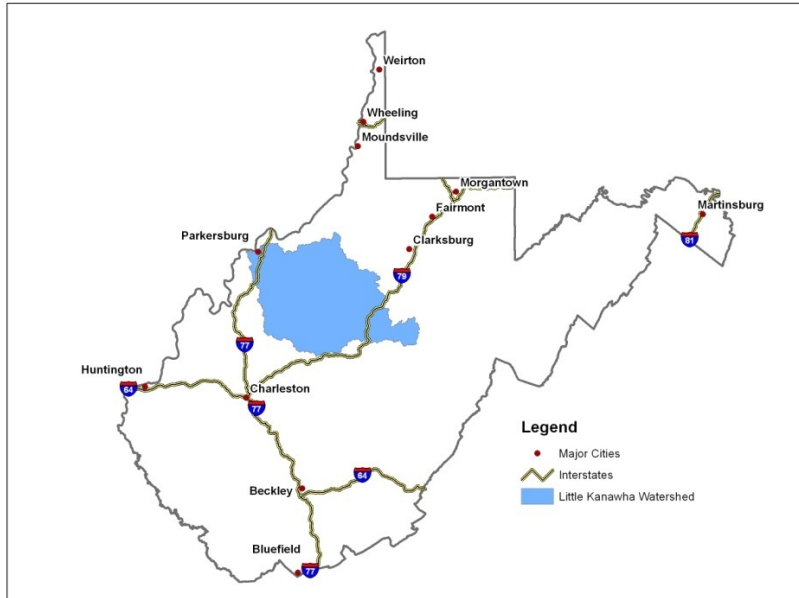 Weirton
Wheeling
Moundsville
Morgantown
Fairmont
Martinsburg
Parkersburg
Clarksburg
81
79
77
Huntington
64
Charleston
77
Legend
Major Cities
64
Interstates
Beckley
Little Kanawha Watershed
Bluefield
77